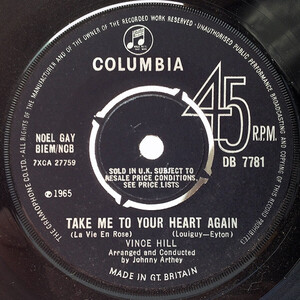 ALL RIGHTS OF THE MANUFACTURER AND OF THE OWNER OF THE RECORDED WORK RESERVED
UNAUTHORISED PUBLIC PERFORMANCE BROADCASTING AND COPYING OF THIS RECORD PROHIBITED
THE GRAMOPHONE CO. LTD.
COLUMBIA
45
R.P.M.
NOEL GAY
BIEM/NCB
7XCA 27759
DB 7781
SOLD IN U.K. SUBJECT TO
RESALE PRICE CONDITIONS,
SEE PRICE LISTS
℗ 1965
TAKE ME TO YOUR HEART AGAIN
(La Vie En Rose) (Louiguy—Eyton)
VINCE HILL
Arranged and Conducted
by Johnny Arthey
MADE IN GT. BRITAIN